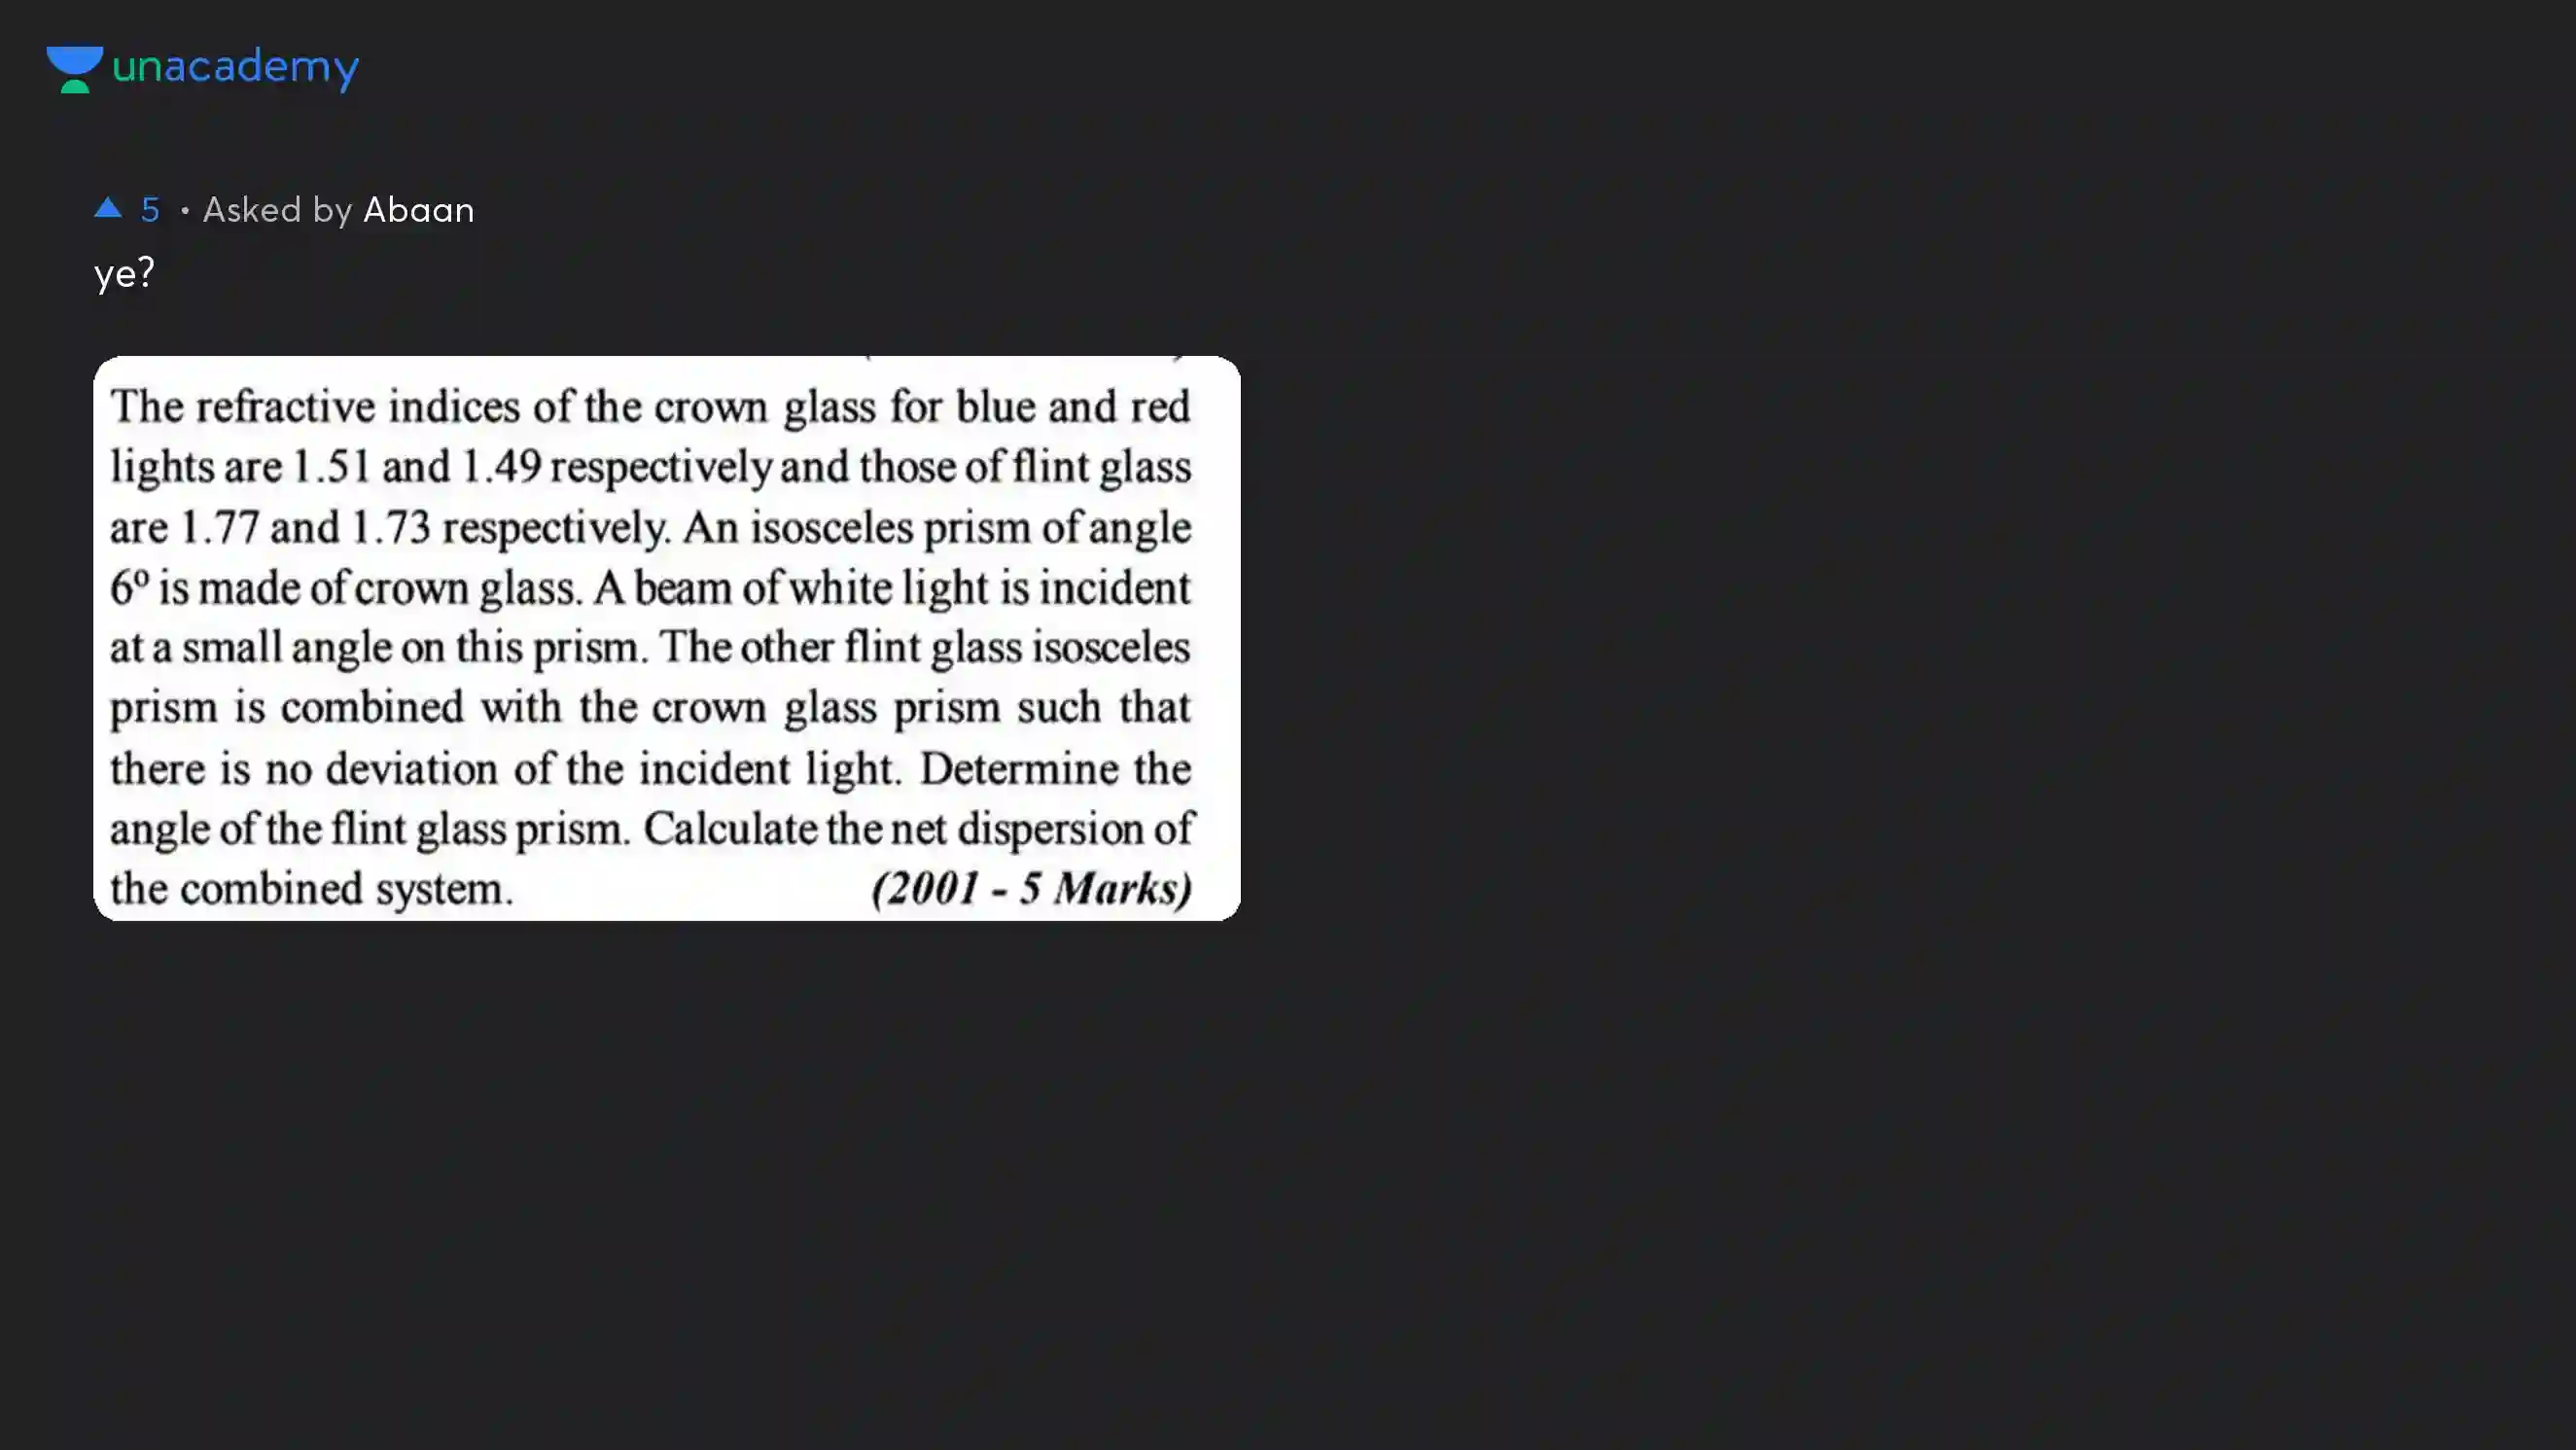 unacademy
▲ 5 • Asked by Abaan
ye?
The refractive indices of the crown glass for blue and red
lights are 1.51 and 1.49 respectively and those of flint glass
are 1.77 and 1.73 respectively. An isosceles prism of angle
6º is made of crown glass. A beam of white light is incident
at a small angle on this prism. The other flint glass isosceles
prism is combined with the crown glass prism such that
there is no deviation of the incident light. Determine the
angle of the flint glass prism. Calculate the net dispersion of
the combined system. (2001 - 5 Marks)